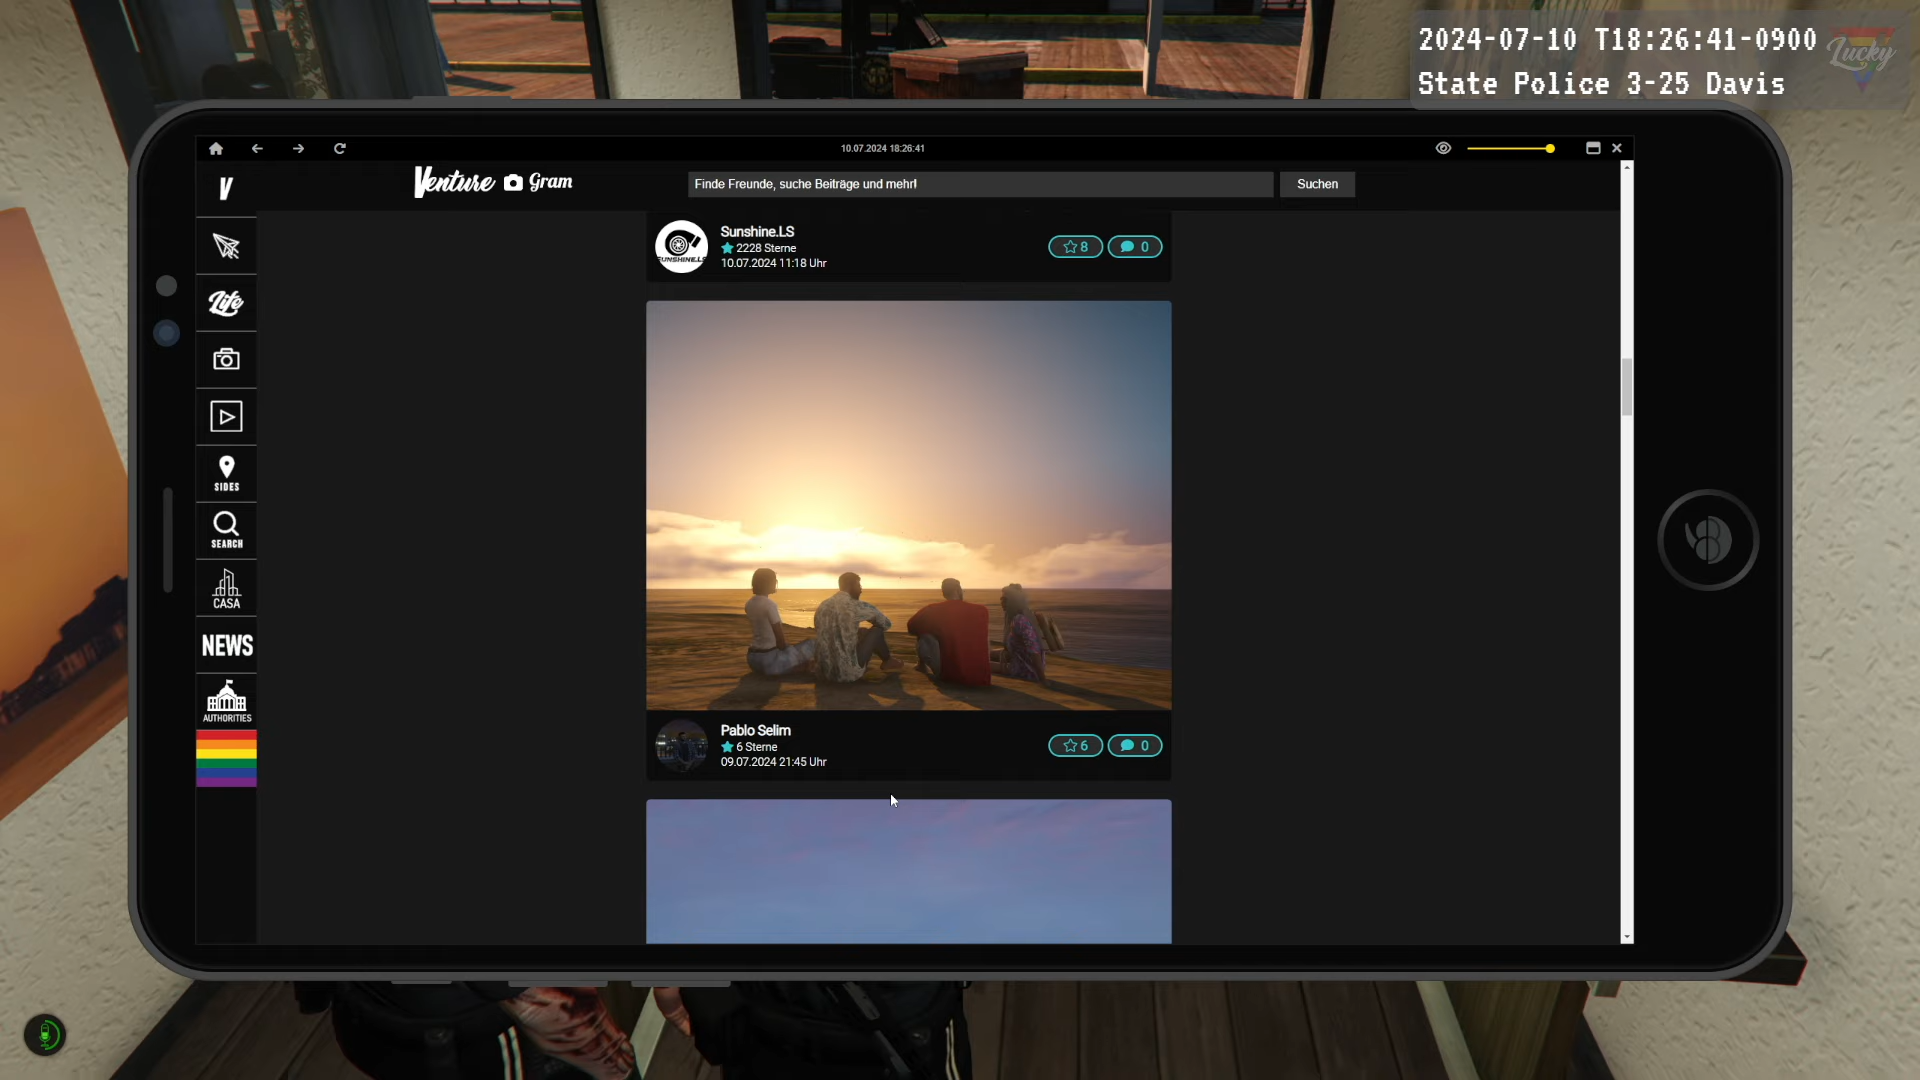 2024-07-10 T18:26:41-0900
Lucky
State Police 3-25 Davis
10.07.2024 18:26:41
V
Venture Gram
Finde Freunde, suche Beiträge und mehr!
Suchen
Life
SIDES
SEARCH
CASA
NEWS
AUTHORITIES
SUNSHINE.LS
Sunshine.LS
2228 Sterne
10.07.2024 11:18 Uhr
8
0
Pablo Selim
6 Sterne
09.07.2024 21:45 Uhr
6
0